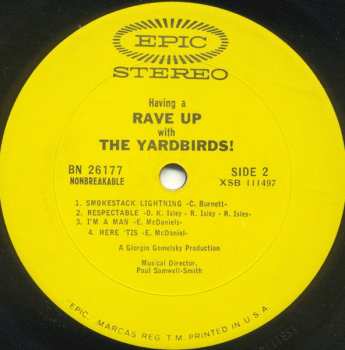 EPIC
STEREO
Having a
RAVE UP
with
THE YARDBIRDS!
BN 26177 SIDE 2
NONBREAKABLE XSB 111497
1. SMOKESTACK LIGHTNING -C. Burnett-
2. RESPECTABLE -O. K. Isley - R. Isley - R. Isley-
3. I'M A MAN -E. McDaniels-
4. HERE 'TIS -E. McDaniel-
A Giorgio Gomelsky Production
Musical Director,
Paul Samwell-Smith
"EPIC", MARCAS REG. T.M. PRINTED IN U.S.A.